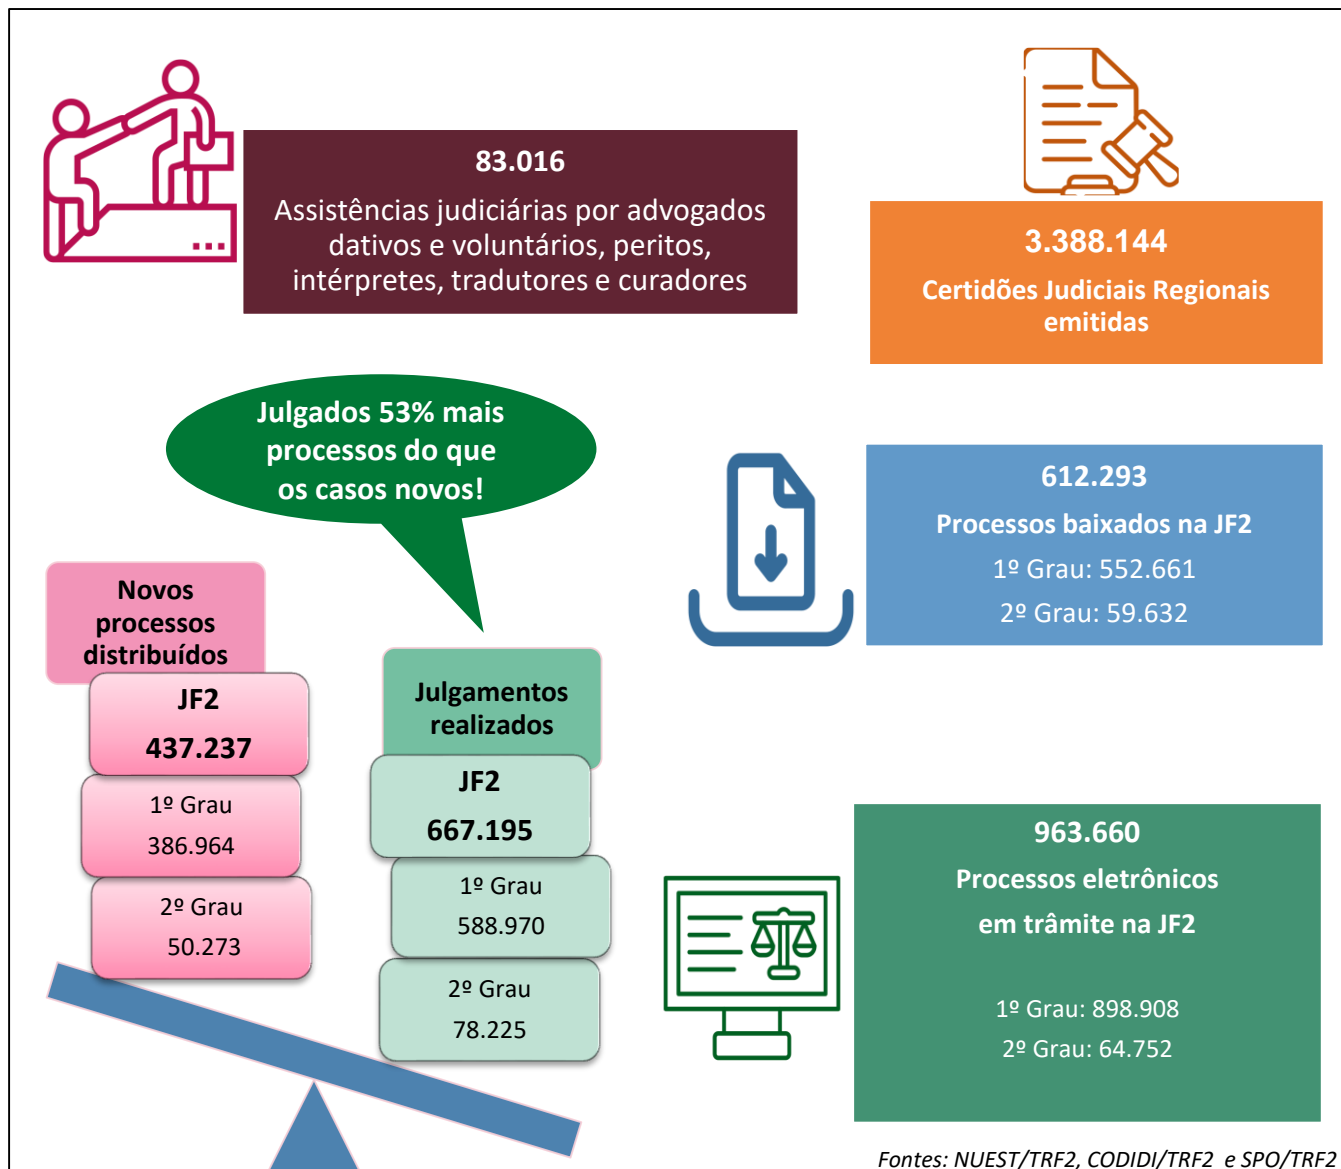 83.016
Assistências judiciárias por advogados
dativos e voluntários, peritos,
intérpretes, tradutores e curadores
3.388.144
Certidões Judiciais Regionais
emitidas
Julgados 53% mais
processos do que
os casos novos!
612.293
Processos baixados na JF2
1º Grau: 552.661
2º Grau: 59.632
Novos
processos
distribuídos
JF2
437.237
1º Grau
386.964
2º Grau
50.273
Julgamentos
realizados
JF2
667.195
1º Grau
588.970
2º Grau
78.225
963.660
Processos eletrônicos
em trâmite na JF2
1º Grau: 898.908
2º Grau: 64.752
Fontes: NUEST/TRF2, CODIDI/TRF2 e SPO/TRF2